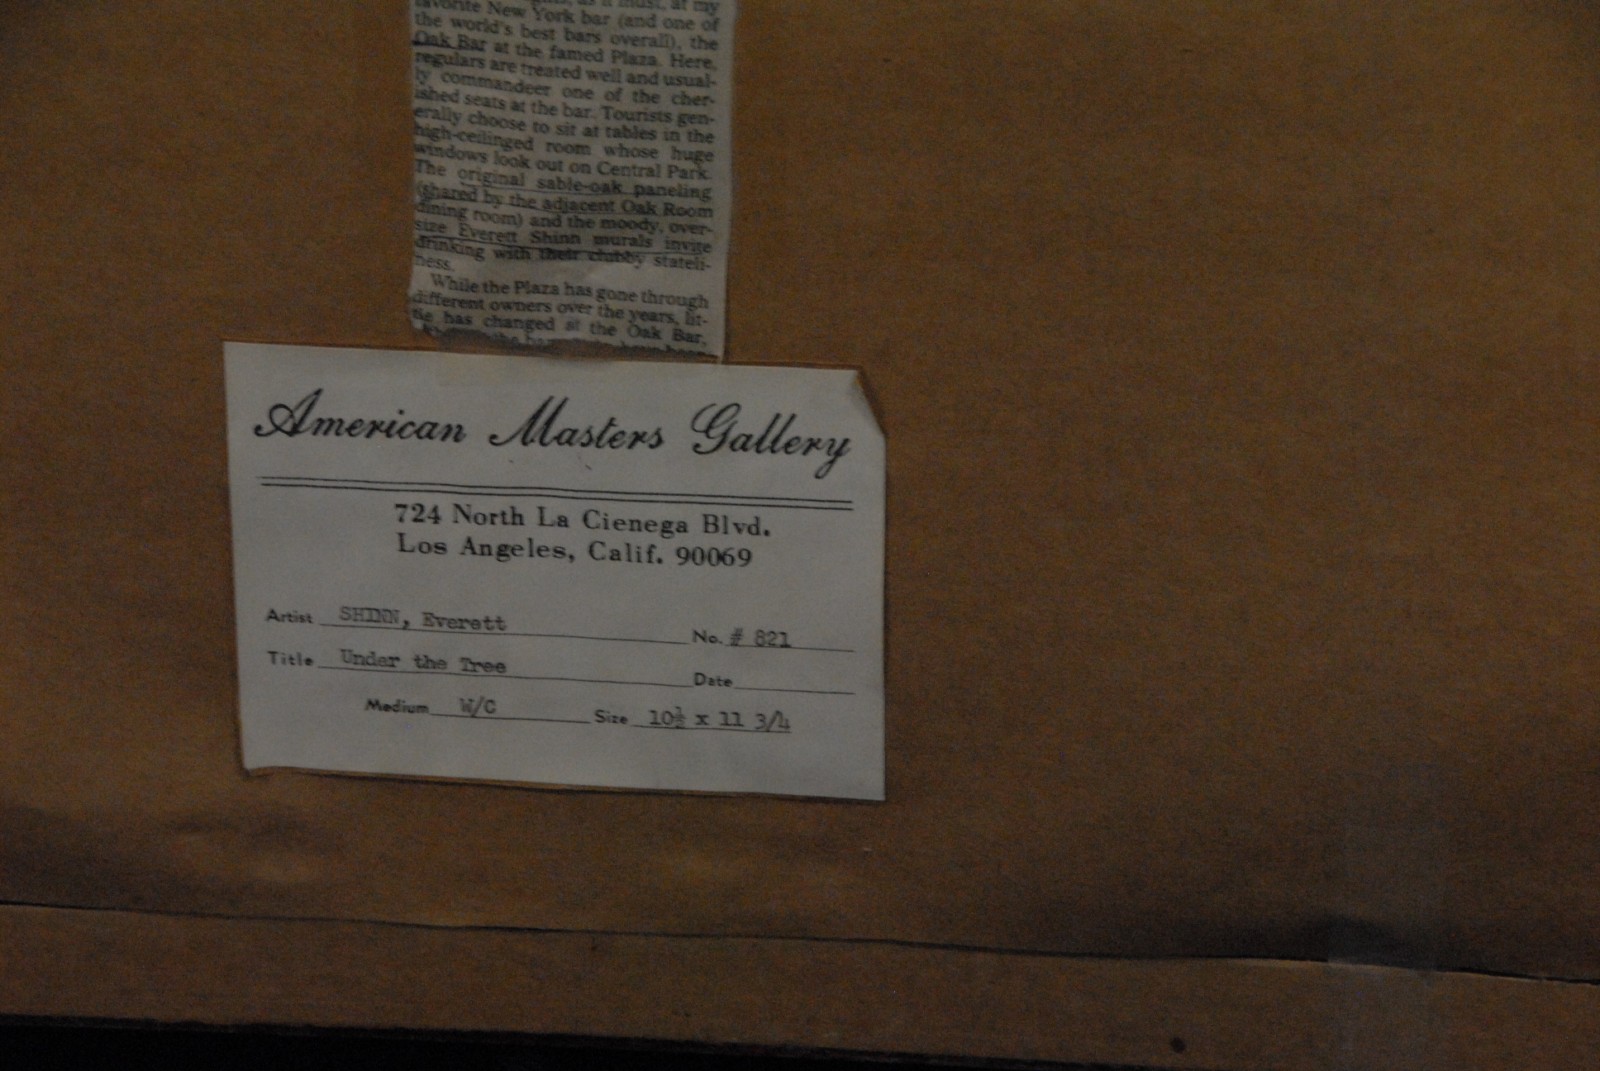 as it must, at my
favorite New York bar (and one of
the world's best bars overall), the
Oak Bar at the famed Plaza. Here,
regulars are treated well and usual-
ly commandeer one of the cher-
ished seats at the bar. Tourists gen-
erally choose to sit at tables in the
high-ceilinged room whose huge
windows look out on Central Park.
The original sable-oak paneling
(shared by the adjacent Oak Room
dining room) and the moody, over-
size Everett Shinn murals invite
drinking with their clubby stateli-
ness.
While the Plaza has gone through
different owners over the years, lit-
tle has changed at the Oak Bar,
American Masters Gallery
724 North La Cienega Blvd.
Los Angeles, Calif. 90069
Artist SHINN, Everett No. # 821
Title Under the Tree Date
Medium W/C Size 10½ x 11 3/4